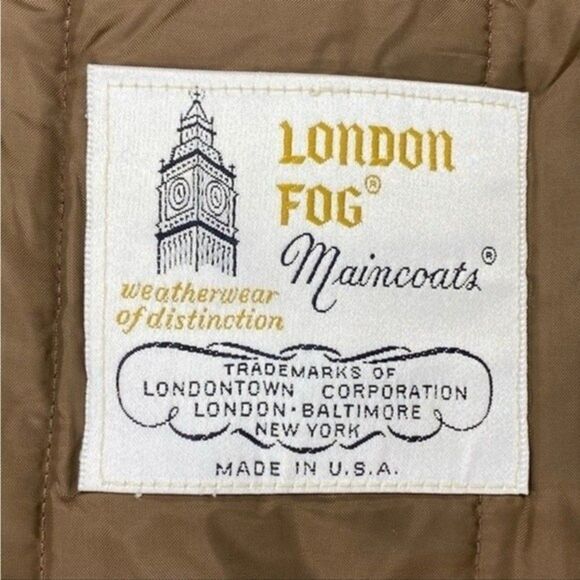 LONDON
FOG®
Maincoats®
weatherwear
of distinction
TRADEMARKS OF
LONDONTOWN CORPORATION
LONDON·BALTIMORE
NEW YORK
MADE IN U.S.A.